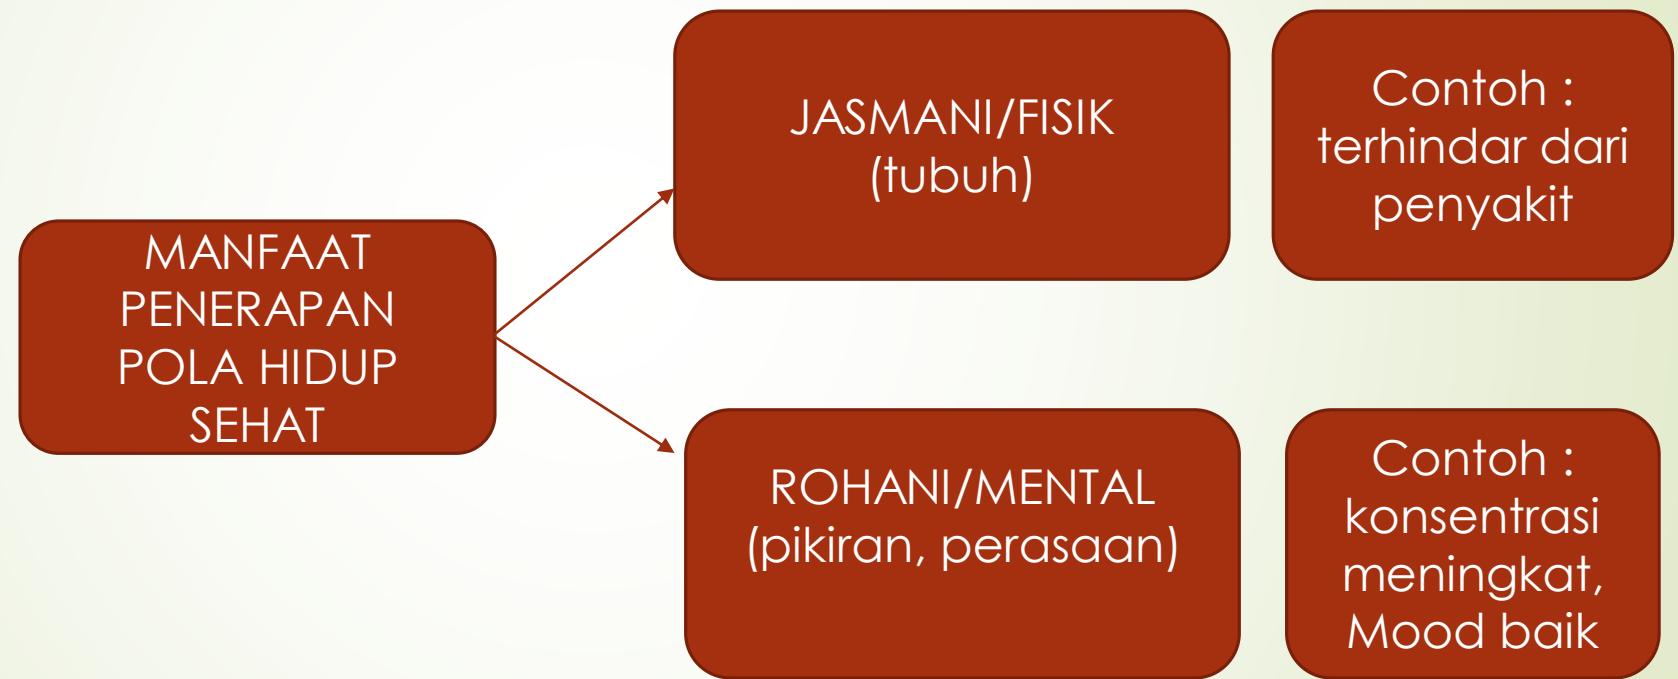 MANFAAT
PENERAPAN
POLA HIDUP
SEHAT
JASMANI/FISIK
(tubuh)
Contoh :
terhindar dari
penyakit
ROHANI/MENTAL
(pikiran, perasaan)
Contoh :
konsentrasi
meningkat,
Mood baik